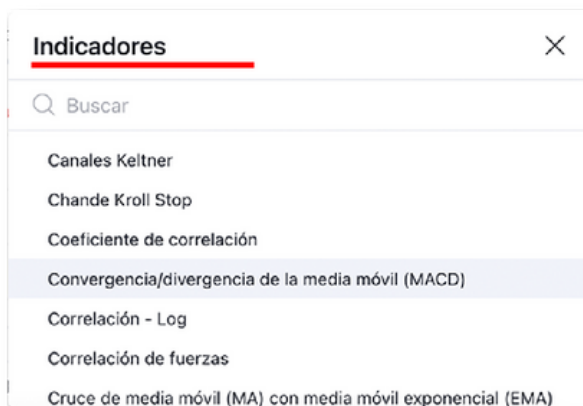 Indicadores
Buscar
Canales Keltner
Chande Kroll Stop
Coeficiente de correlación
Convergencia/divergencia de la media móvil (MACD)
Correlación - Log
Correlación de fuerzas
Cruce de media móvil (MA) con media móvil exponencial (EMA)